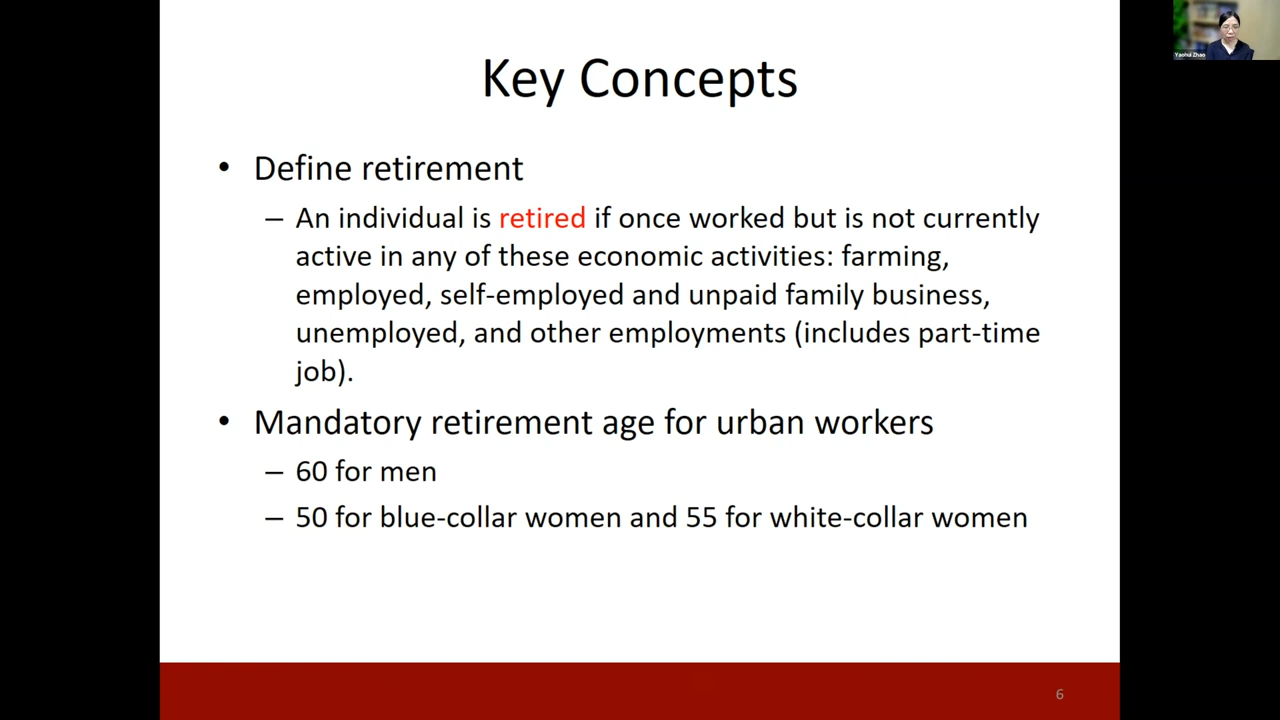 Key Concepts
• Define retirement
– An individual is retired if once worked but is not currently
active in any of these economic activities: farming,
employed, self-employed and unpaid family business,
unemployed, and other employments (includes part-time
job).
• Mandatory retirement age for urban workers
– 60 for men
– 50 for blue-collar women and 55 for white-collar women
6
Yaohui Zhao